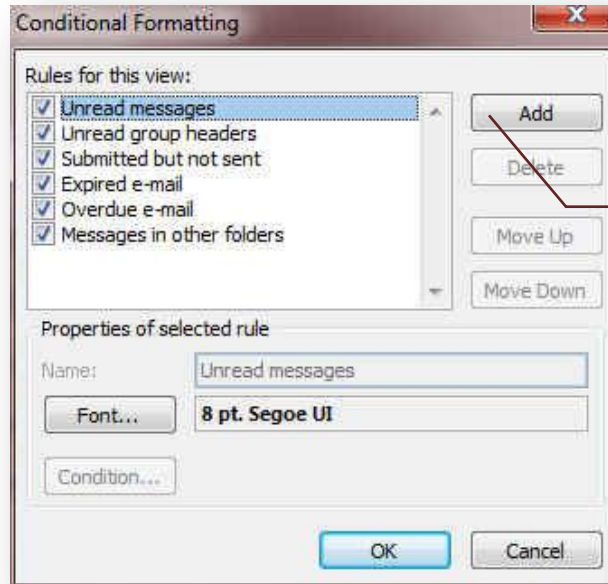 Conditional Formatting
Rules for this view:
Unread messages
Unread group headers
Submitted but not sent
Expired e-mail
Overdue e-mail
Messages in other folders
Add
Delete
Move Up
Move Down
Properties of selected rule
Name:
Unread messages
Font...
8 pt. Segoe UI
Condition...
OK
Cancel